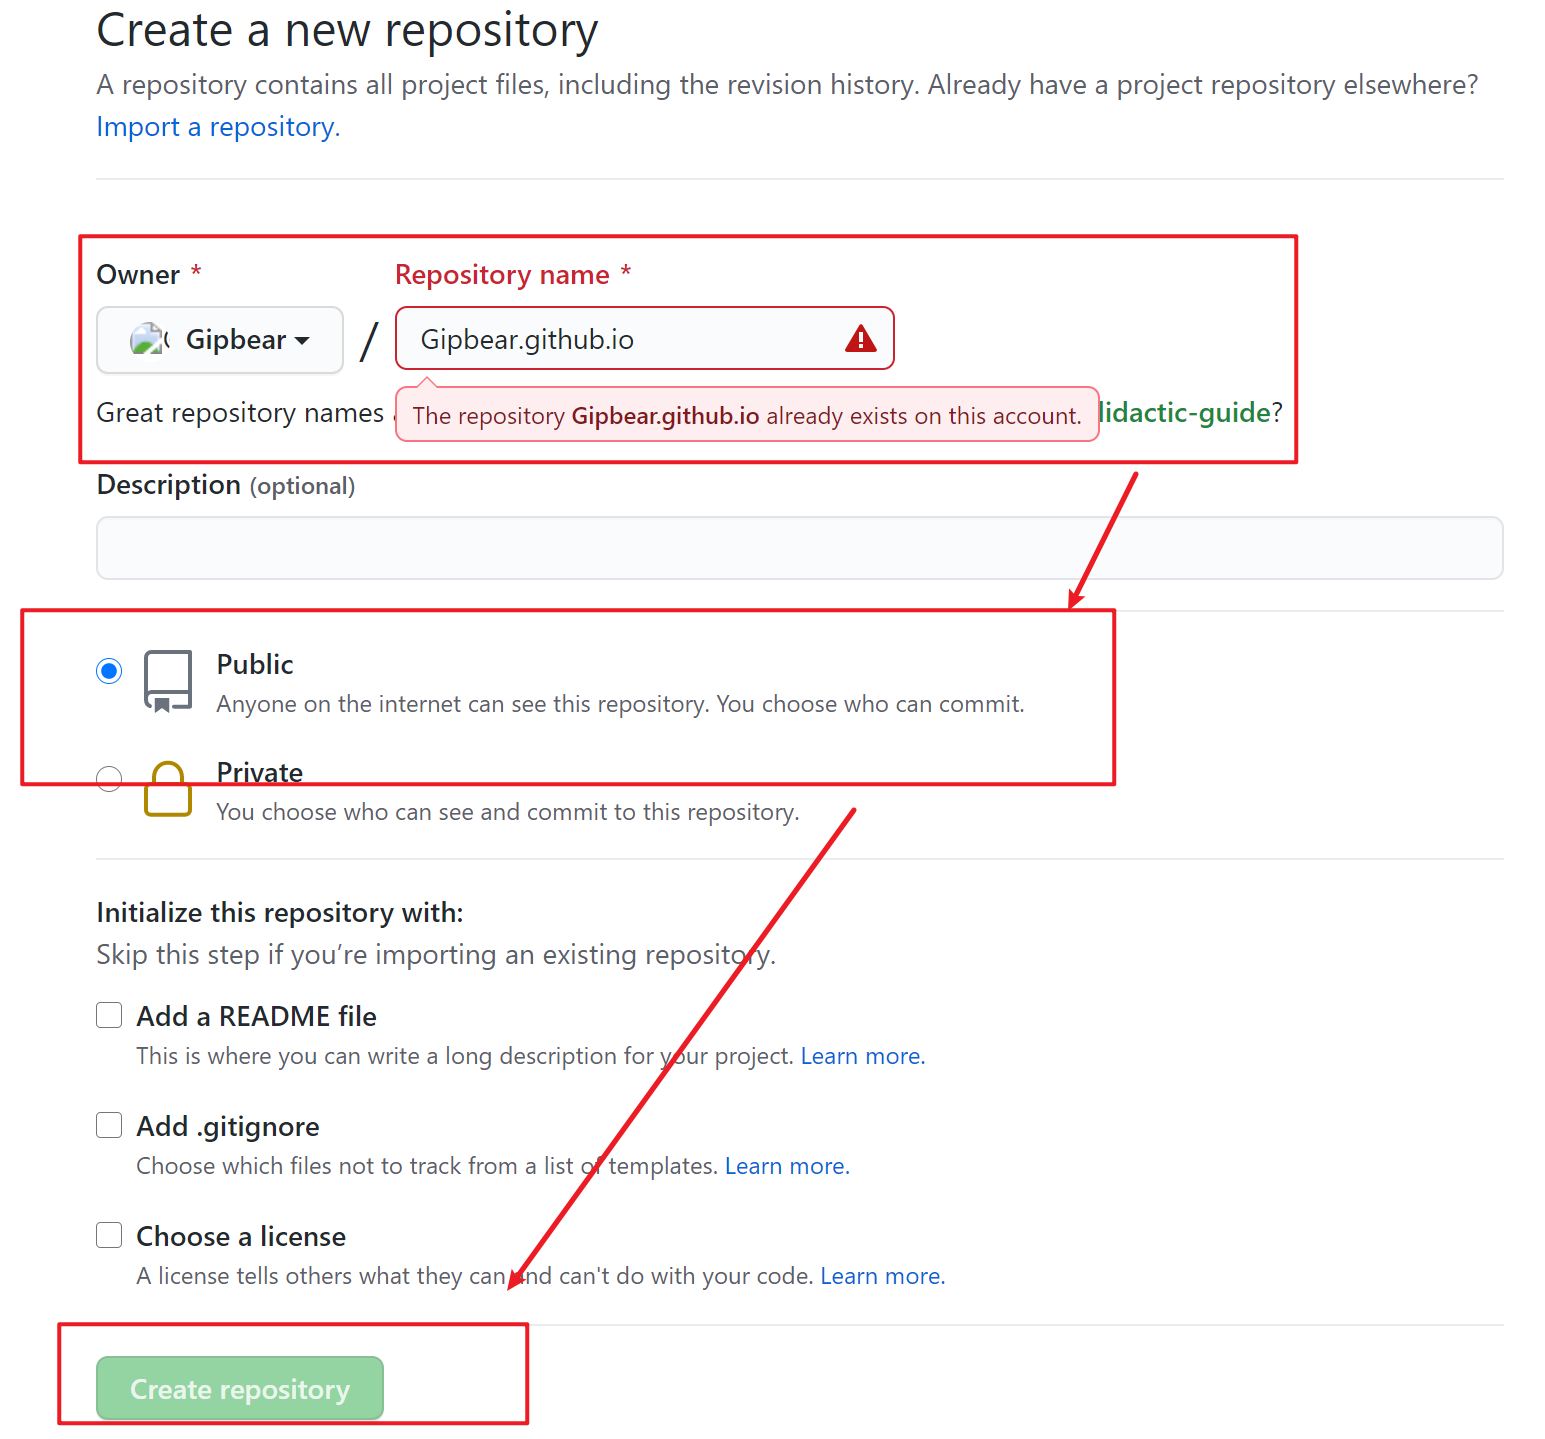 Create a new repository
A repository contains all project files, including the revision history. Already have a project repository elsewhere?
Import a repository.
Owner * Repository name *
Gipbear / Gipbear.github.io
Great repository names
The repository Gipbear.github.io already exists on this account.
lidactic-guide?
Description (optional)
Public
Anyone on the internet can see this repository. You choose who can commit.
Private
You choose who can see and commit to this repository.
Initialize this repository with:
Skip this step if you’re importing an existing repository.
Add a README file
This is where you can write a long description for your project. Learn more.
Add .gitignore
Choose which files not to track from a list of templates. Learn more.
Choose a license
A license tells others what they can and can't do with your code. Learn more.
Create repository